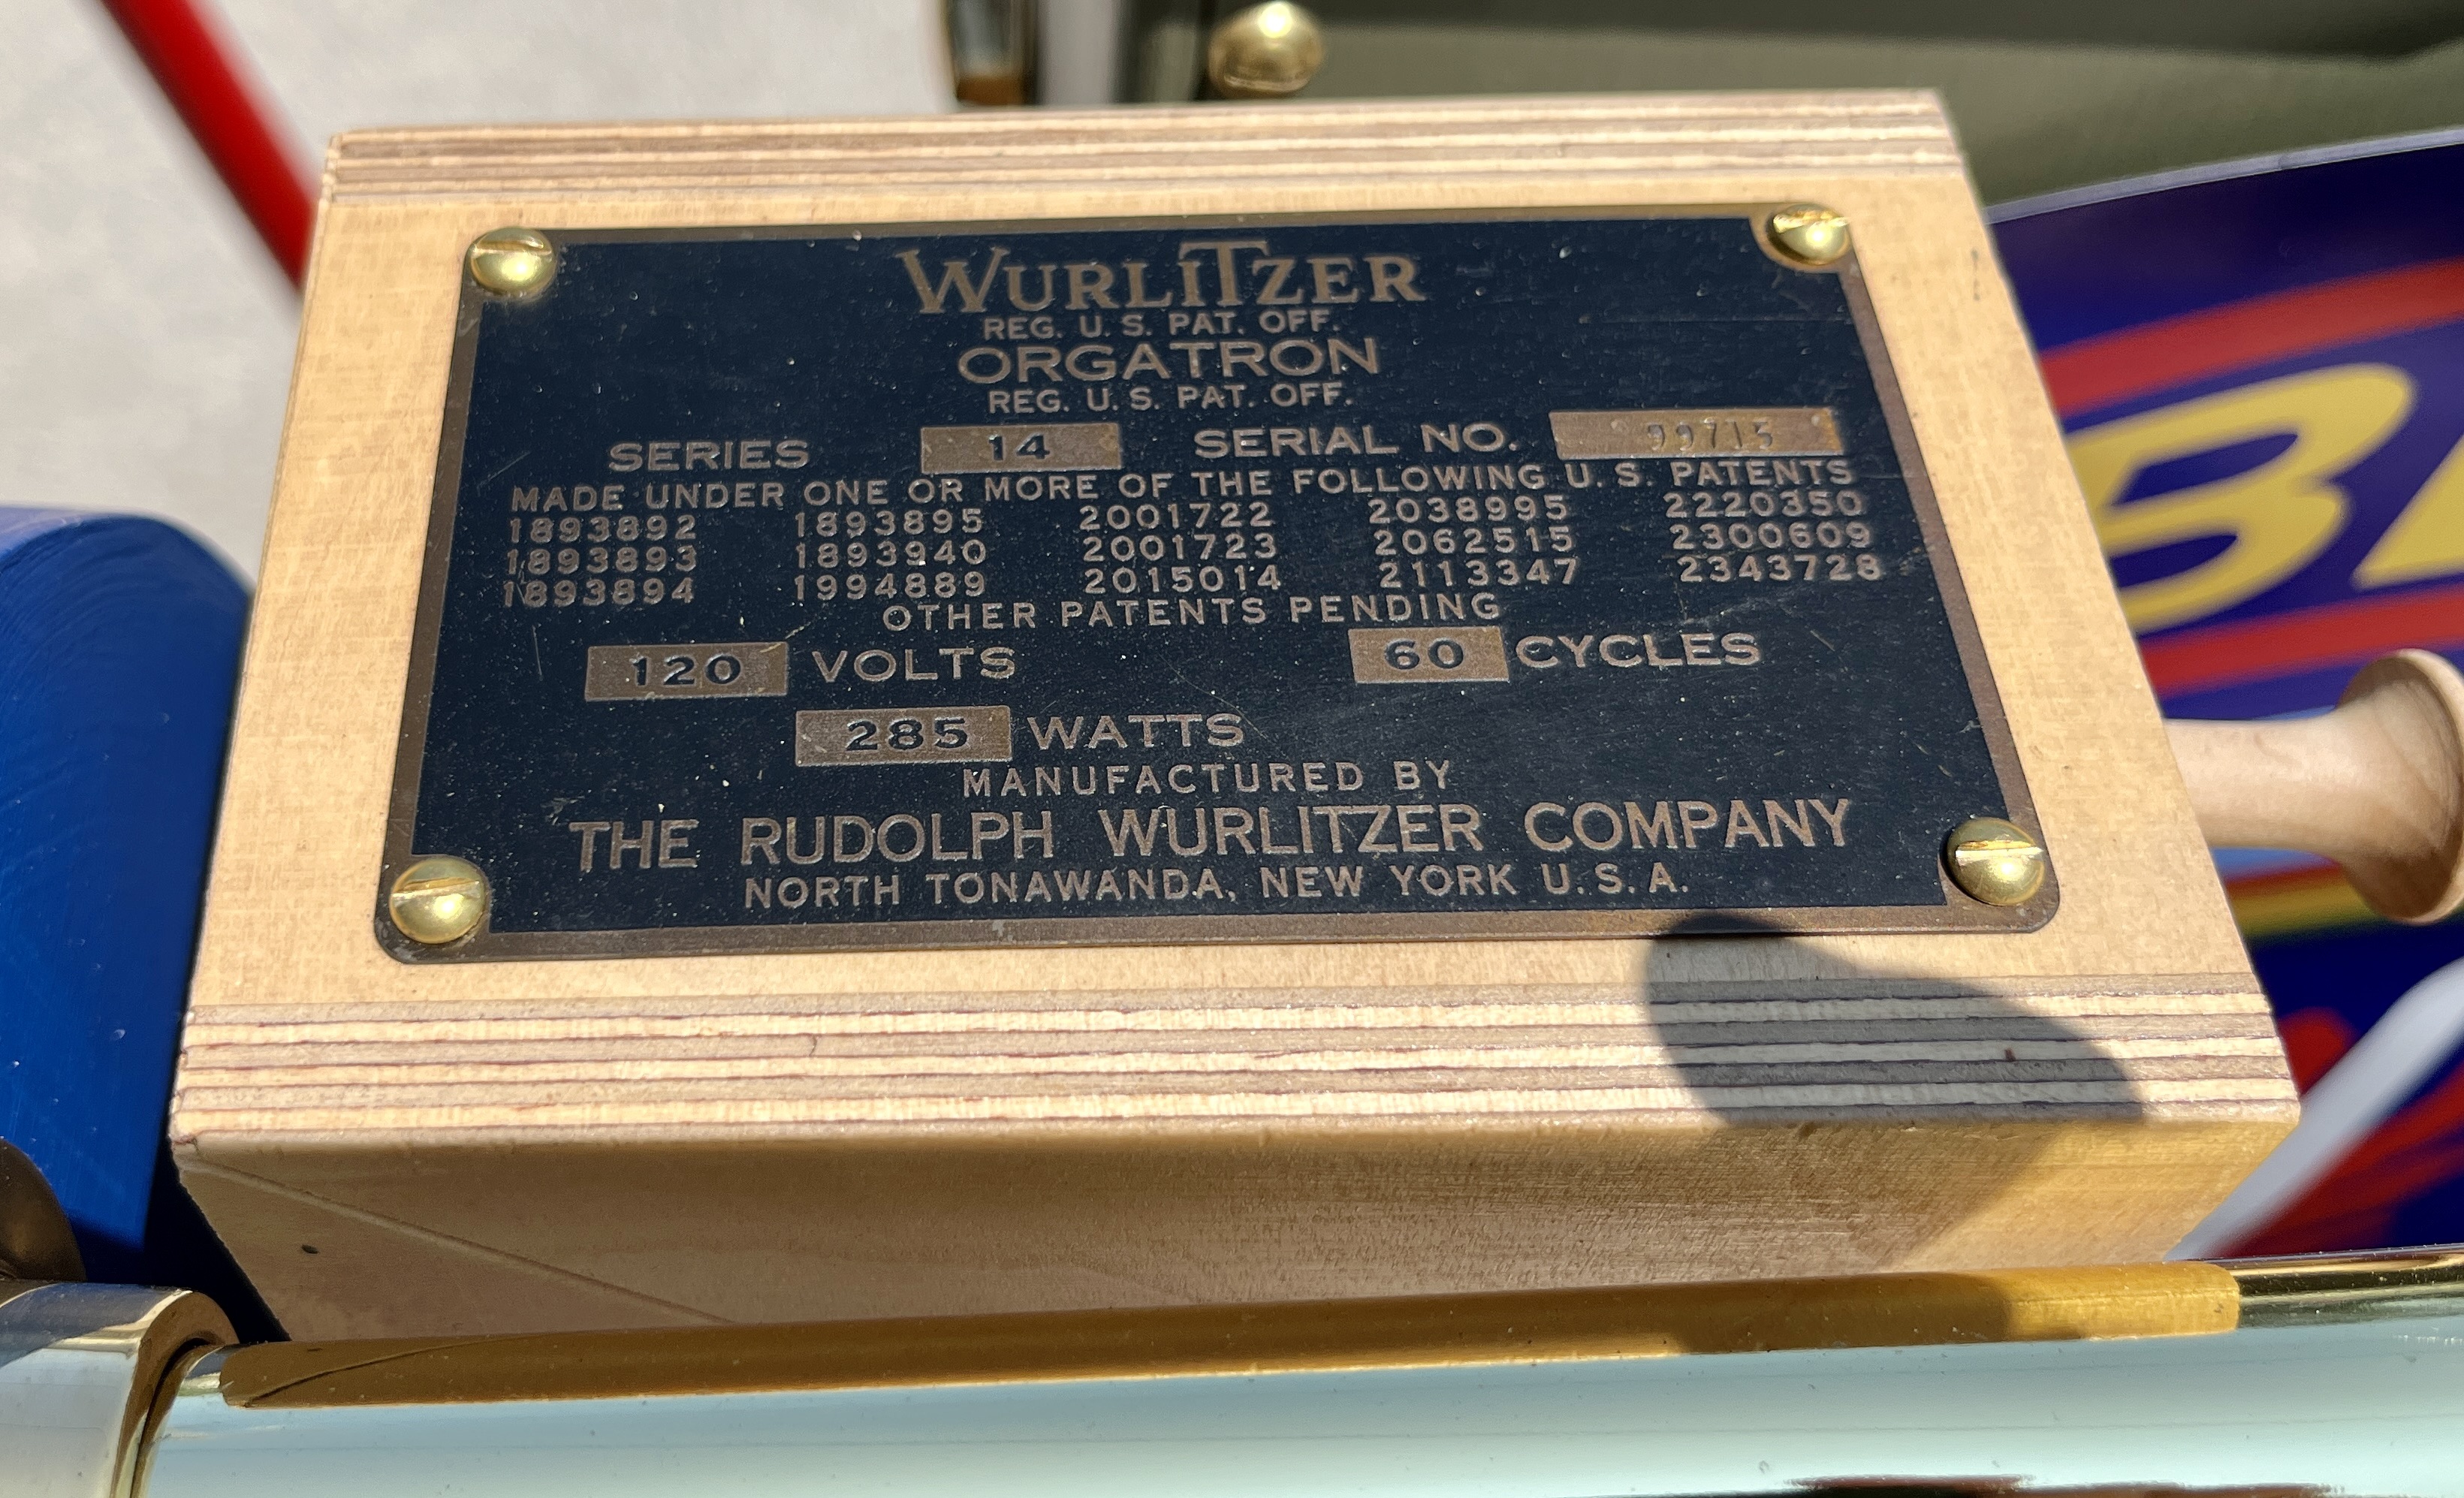 WURLITZER
REG. U. S. PAT. OFF.
ORGATRON
REG. U. S. PAT. OFF.
SERIES 14 SERIAL NO. 99715
MADE UNDER ONE OR MORE OF THE FOLLOWING U. S. PATENTS
1893892 1893895 2001722 2038995 2220350
1893893 1893940 2001723 2062515 2300609
1893894 1994889 2015014 2113347 2343728
OTHER PATENTS PENDING
120 VOLTS 60 CYCLES
285 WATTS
MANUFACTURED BY
THE RUDOLPH WURLITZER COMPANY
NORTH TONAWANDA, NEW YORK U. S. A.